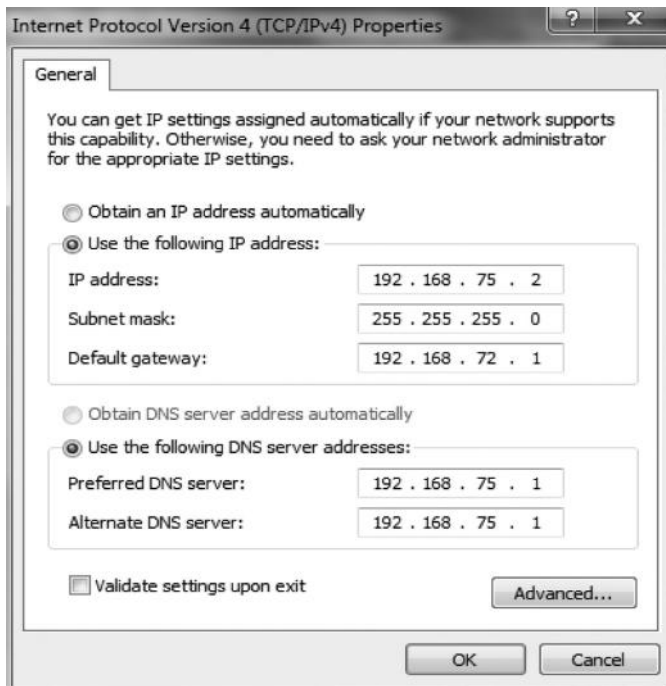 Internet Protocol Version 4 (TCP/IPv4) Properties
? X
General
You can get IP settings assigned automatically if your network supports
this capability. Otherwise, you need to ask your network administrator
for the appropriate IP settings.
Obtain an IP address automatically
Use the following IP address:
IP address: 192 . 168 . 75 . 2
Subnet mask: 255 . 255 . 255 . 0
Default gateway: 192 . 168 . 72 . 1
Obtain DNS server address automatically
Use the following DNS server addresses:
Preferred DNS server: 192 . 168 . 75 . 1
Alternate DNS server: 192 . 168 . 75 . 1
Validate settings upon exit
Advanced...
OK Cancel